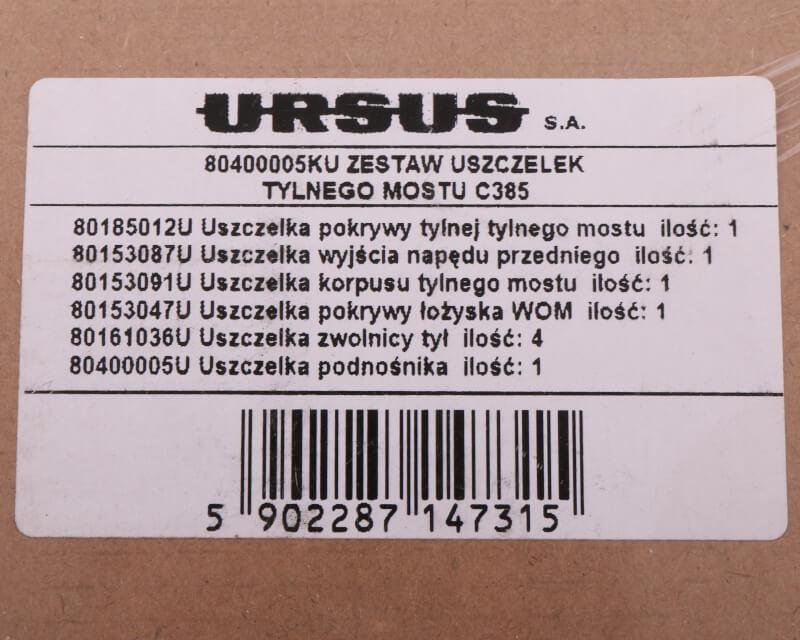 URSUS S.A.
80400005KU ZESTAW USZCZELEK
TYLNEGO MOSTU C385
80185012U Uszczelka pokrywy tylnej tylnego mostu ilość: 1
80153087U Uszczelka wyjścia napędu przedniego ilość: 1
80153091U Uszczelka korpusu tylnego mostu ilość: 1
80153047U Uszczelka pokrywy łożyska WOM ilość: 1
80161036U Uszczelka zwolnicy tył ilość: 4
80400005U Uszczelka podnośnika ilość: 1
5 902287 147315